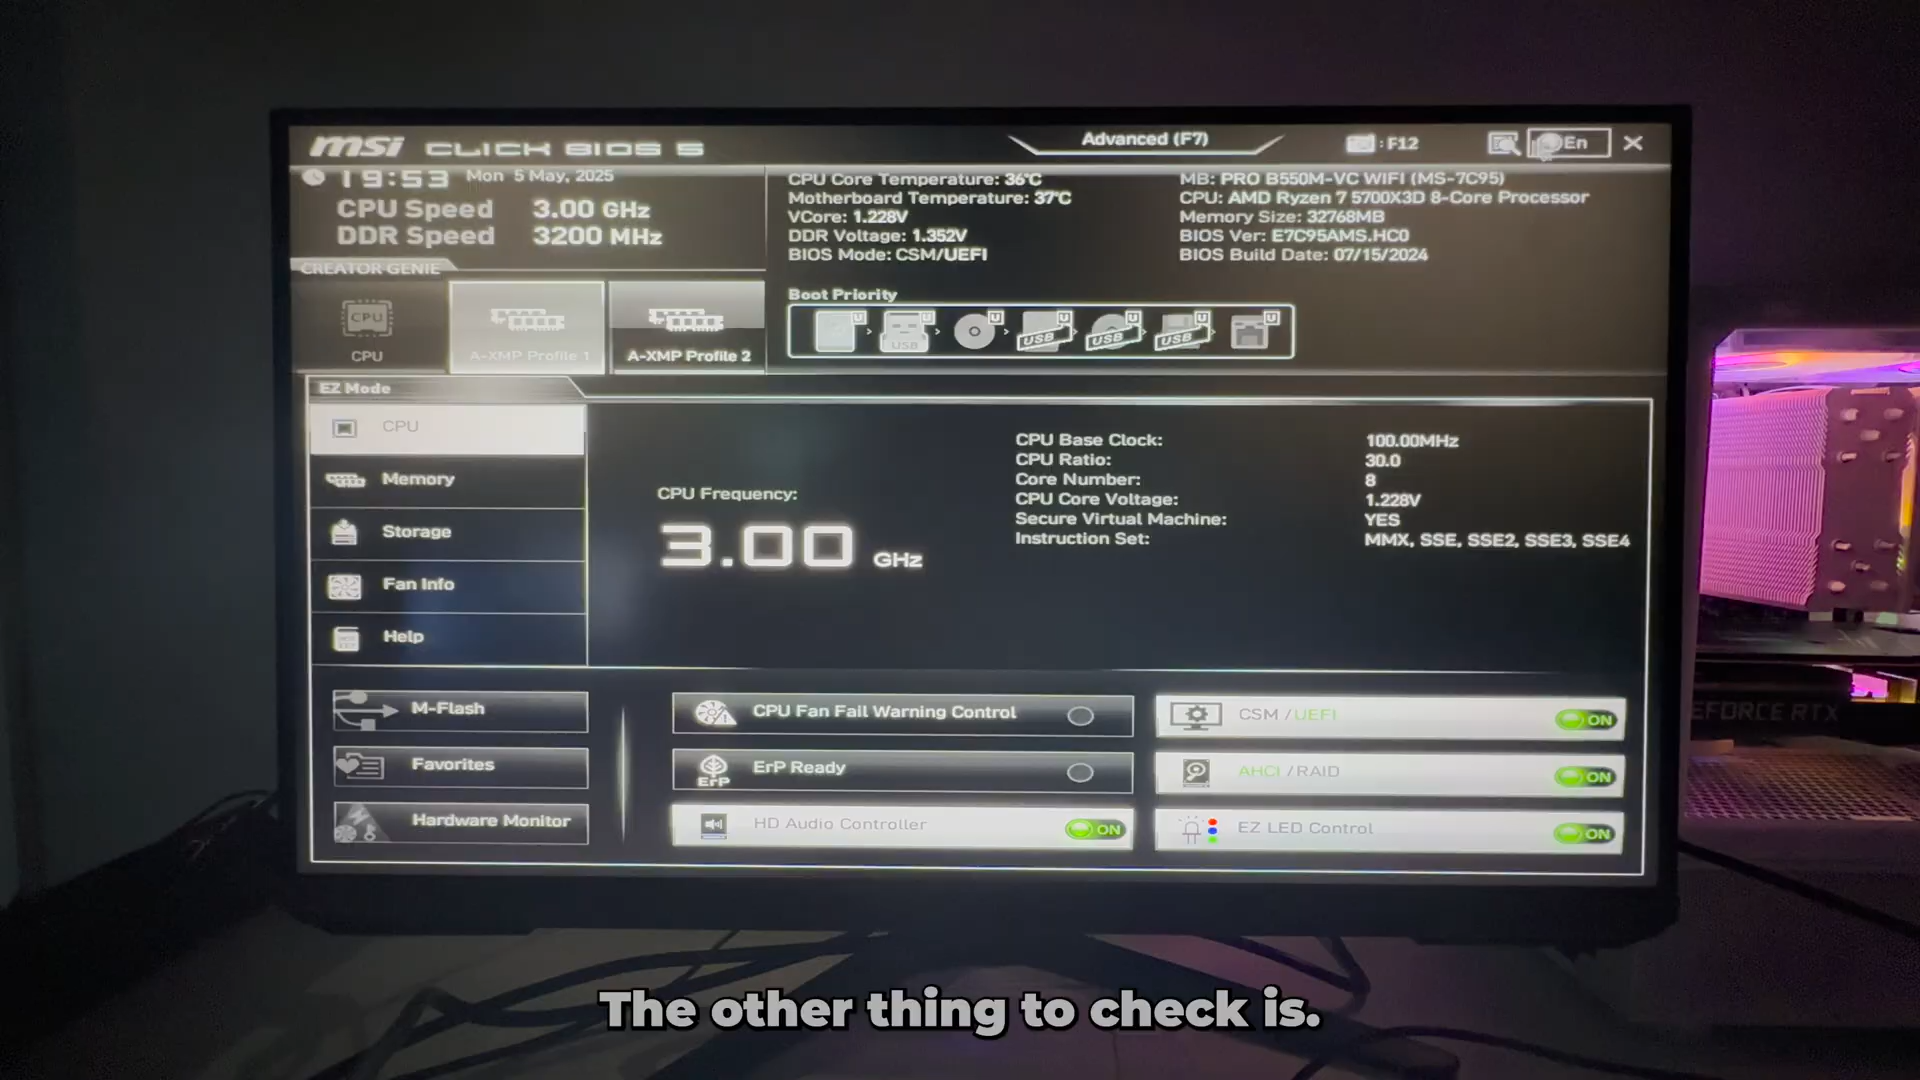 msi CLICK BIOS 5
Advanced (F7)
: F12
En
19:53 Mon 5 May, 2025
CPU Speed 3.00 GHz
DDR Speed 3200 MHz
CPU Core Temperature: 36°C
Motherboard Temperature: 37°C
VCore: 1.228V
DDR Voltage: 1.352V
BIOS Mode: CSM/UEFI
MB: PRO B550M-VC WIFI (MS-7C95)
CPU: AMD Ryzen 7 5700X3D 8-Core Processor
Memory Size: 32768MB
BIOS Ver: E7C95AMS.HC0
BIOS Build Date: 07/15/2024
CREATOR GENIE
CPU
CPU
A-XMP Profile 1
A-XMP Profile 2
Boot Priority
U U U U U U U
USB USB USB USB
EZ Mode
CPU
Memory
Storage
Fan Info
Help
CPU Frequency:
3.00 GHz
CPU Base Clock: 100.00MHz
CPU Ratio: 30.0
Core Number: 8
CPU Core Voltage: 1.228V
Secure Virtual Machine: YES
Instruction Set: MMX, SSE, SSE2, SSE3, SSE4
M-Flash
Favorites
Hardware Monitor
CPU Fan Fail Warning Control
ErP
ErP Ready
HD Audio Controller ON
CSM /UEFI ON
AHCI /RAID ON
EZ LED Control ON
EFORCE RTX
The other thing to check is.